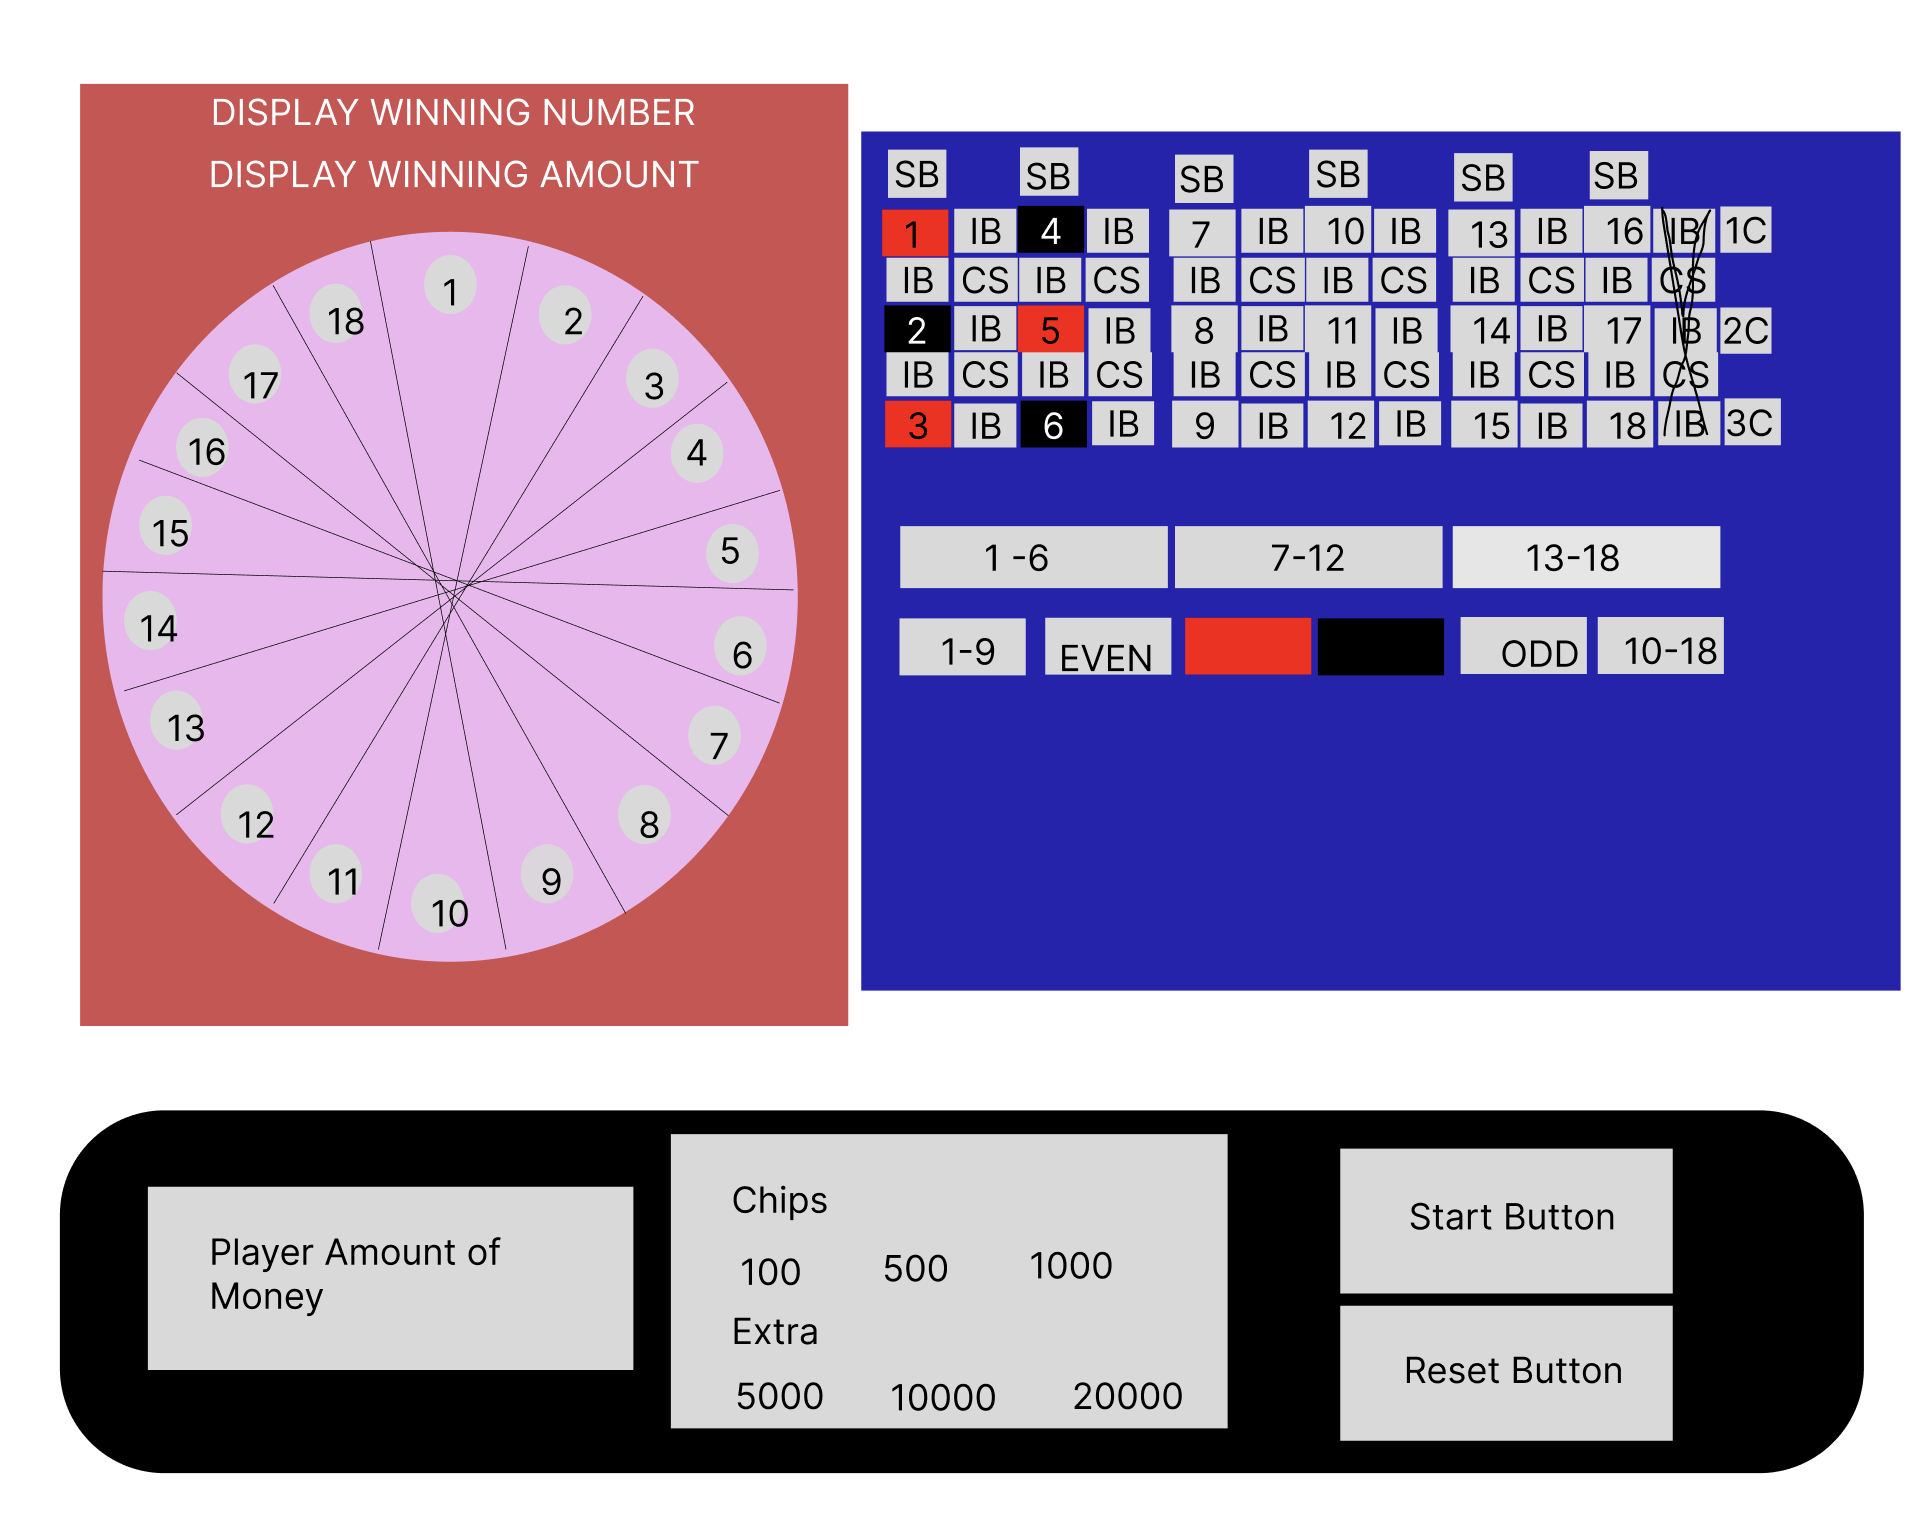 DISPLAY WINNING NUMBER
DISPLAY WINNING AMOUNT
1
2
3
4
5
6
7
8
9
10
11
12
13
14
15
16
17
18
SB SB SB SB SB SB
1 IB 4 IB 7 IB 10 IB 13 IB 16 IB 1C
IB CS IB CS IB CS IB CS IB CS IB CS
2 IB 5 IB 8 IB 11 IB 14 IB 17 IB 2C
IB CS IB CS IB CS IB CS IB CS IB CS
3 IB 6 IB 9 IB 12 IB 15 IB 18 IB 3C
1 -6 7-12 13-18
1-9 EVEN ODD 10-18
Player Amount of
Money
Chips
100 500 1000
Extra
5000 10000 20000
Start Button
Reset Button